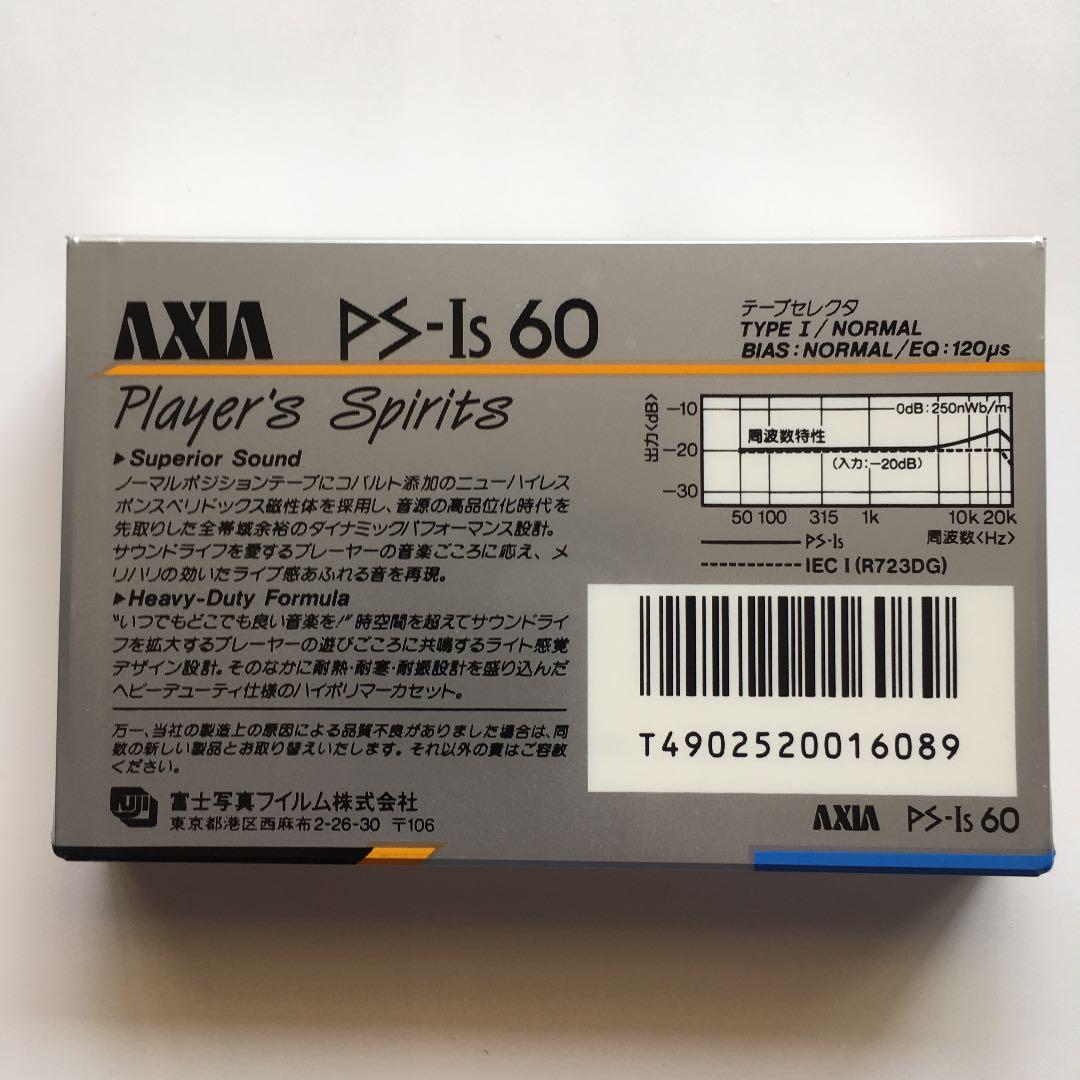 AXIA PS-Is 60
テープセレクタ
TYPE I/NORMAL
BIAS:NORMAL/EQ:120μs
Player's Spirits
▶Superior Sound
ノーマルポジションテープにコバルト添加のニューハイレス
ポンスベリドックス磁性体を採用し、音源の高品位化時代を
先取りした全帯域余裕のダイナミックパフォーマンス設計。
サウンドライフを愛するプレーヤーの音楽ごころに応え、メ
リハリの効いたライブ感あふれる音を再現。
▶Heavy-Duty Formula
"いつでもどこでも良い音楽を!"時空間を超えてサウンドライ
フを拡大するプレーヤーの遊びごころに共鳴するライト感覚
デザイン設計。そのなかに耐熱・耐寒・耐振設計を盛り込んだ
ヘビーデューティ仕様のハイポリマーカセット。
万一、当社の製造上の原因による品質不良がありました場合は、同
数の新しい製品とお取り替えいたします。それ以外の責はご容赦
ください。
FUJI 富士写真フイルム株式会社
東京都港区西麻布2-26-30 〒106
出力<dB>
-10
-20
-30
0dB:250nWb/m
周波数特性
(入力:-20dB)
50 100 315 1k 10k 20k
周波数<Hz>
PS-Is
IEC I(R723DG)
T4902520016089
AXIA PS-Is 60